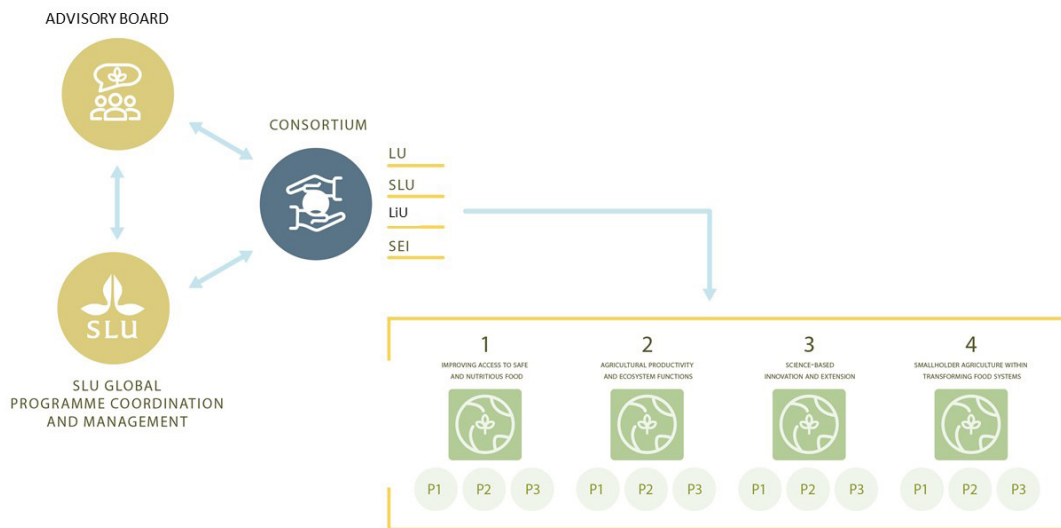 ADVISORY BOARD
CONSORTIUM
LU
SLU
LiU
SEI
SLU
SLU GLOBAL
PROGRAMME COORDINATION
AND MANAGEMENT
1
IMPROVING ACCESS TO SAFE
AND NUTRITIOUS FOOD
P1 P2 P3
2
AGRICULTURAL PRODUCTIVITY
AND ECOSYSTEM FUNCTIONS
P1 P2 P3
3
SCIENCE-BASED
INNOVATION AND EXTENSION
P1 P2 P3
4
SMALLHOLDER AGRICULTURE WITHIN
TRANSFORMING FOOD SYSTEMS
P1 P2 P3